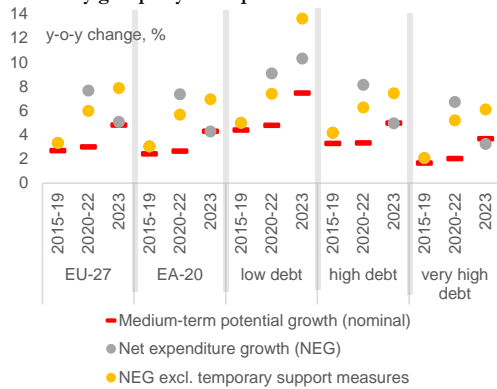 14
12
10
8
6
4
2
0
y-o-y change, %
2015-19
2020-22
2023
2015-19
2020-22
2023
2015-19
2020-22
2023
2015-19
2020-22
2023
2015-19
2020-22
2023
EU-27
EA-20
low debt
high debt
very high
debt
Medium-term potential growth (nominal)
Net expenditure growth (NEG)
NEG excl. temporary support measures